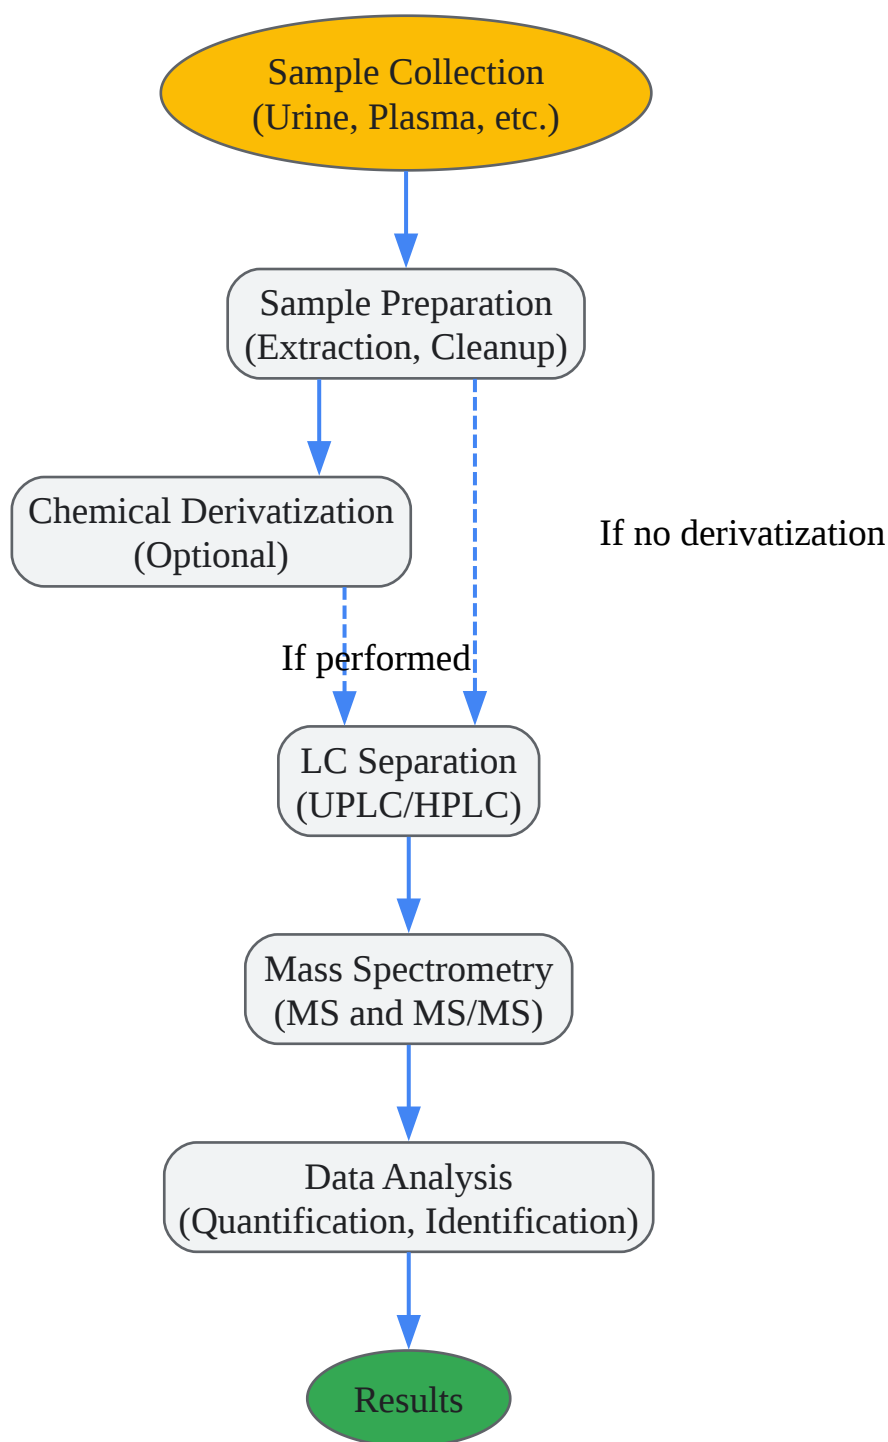 Sample Collection
(Urine, Plasma, etc.)
Sample Preparation
(Extraction, Cleanup)
Chemical Derivatization
(Optional)
If no derivatization
If performed
LC Separation
(UPLC/HPLC)
Mass Spectrometry
(MS and MS/MS)
Data Analysis
(Quantification, Identification)
Results